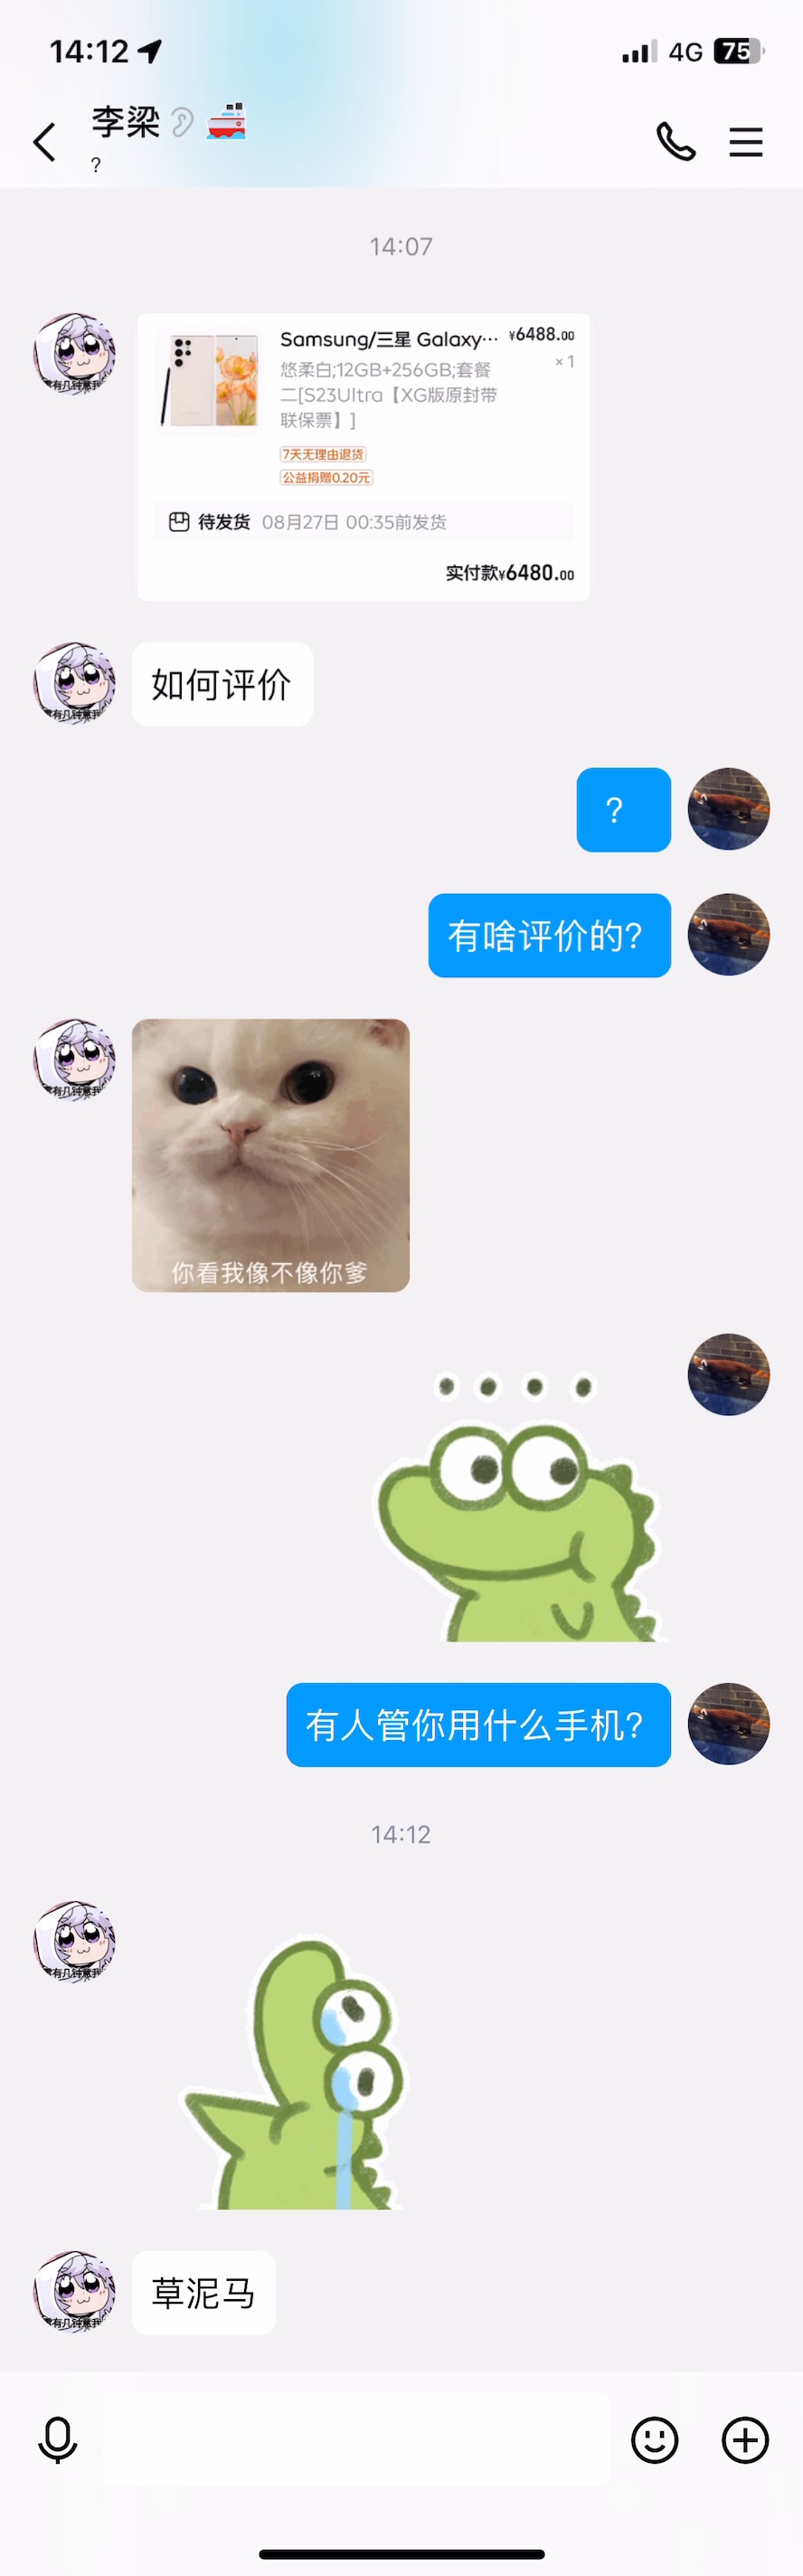 14:12
4G
75
李梁
?
14:07
Samsung/三星 Galaxy… ¥6488.00
悠柔白;12GB+256GB;套餐 ×1
二[S23Ultra【XG版原封带
联保票】]
7天无理由退货
公益捐赠0.20元
待发货 08月27日 00:35前发货
实付款¥6480.00
如何评价
?
有啥评价的?
你看我像不像你爹
有人管你用什么手机?
14:12
草泥马